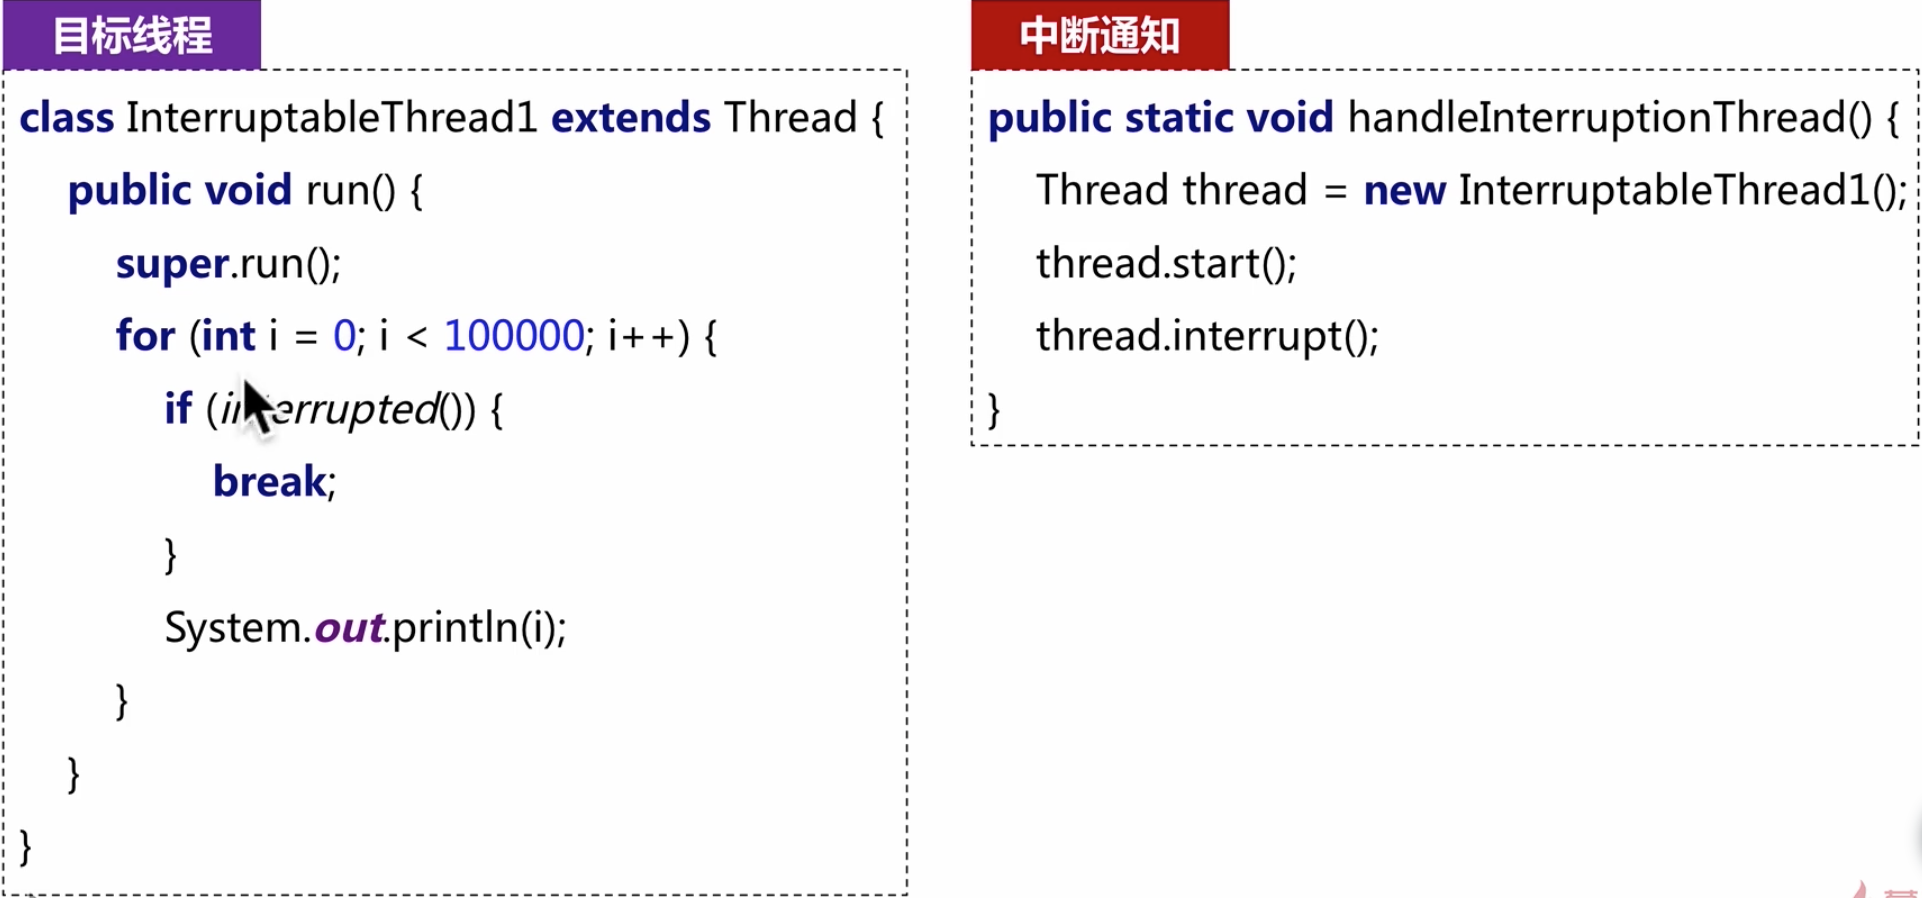 目标线程
class InterruptableThread1 extends Thread {
public void run() {
super.run();
for (int i = 0; i < 100000; i++) {
if (interrupted()) {
break;
}
System.out.println(i);
}
}
}
中断通知
public static void handleInterruptionThread() {
Thread thread = new InterruptableThread1();
thread.start();
thread.interrupt();
}